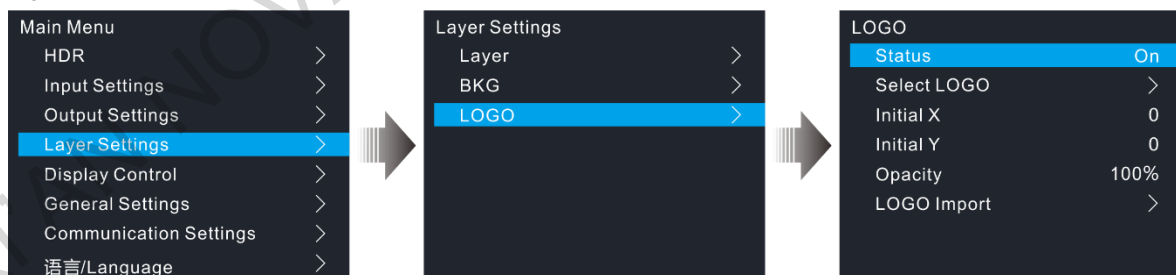 Main Menu
HDR
Input Settings
Output Settings
Layer Settings
Display Control
General Settings
Communication Settings
语言/Language
Layer Settings
Layer
BKG
LOGO
LOGO
Status On
Select LOGO
Initial X 0
Initial Y 0
Opacity 100%
LOGO Import